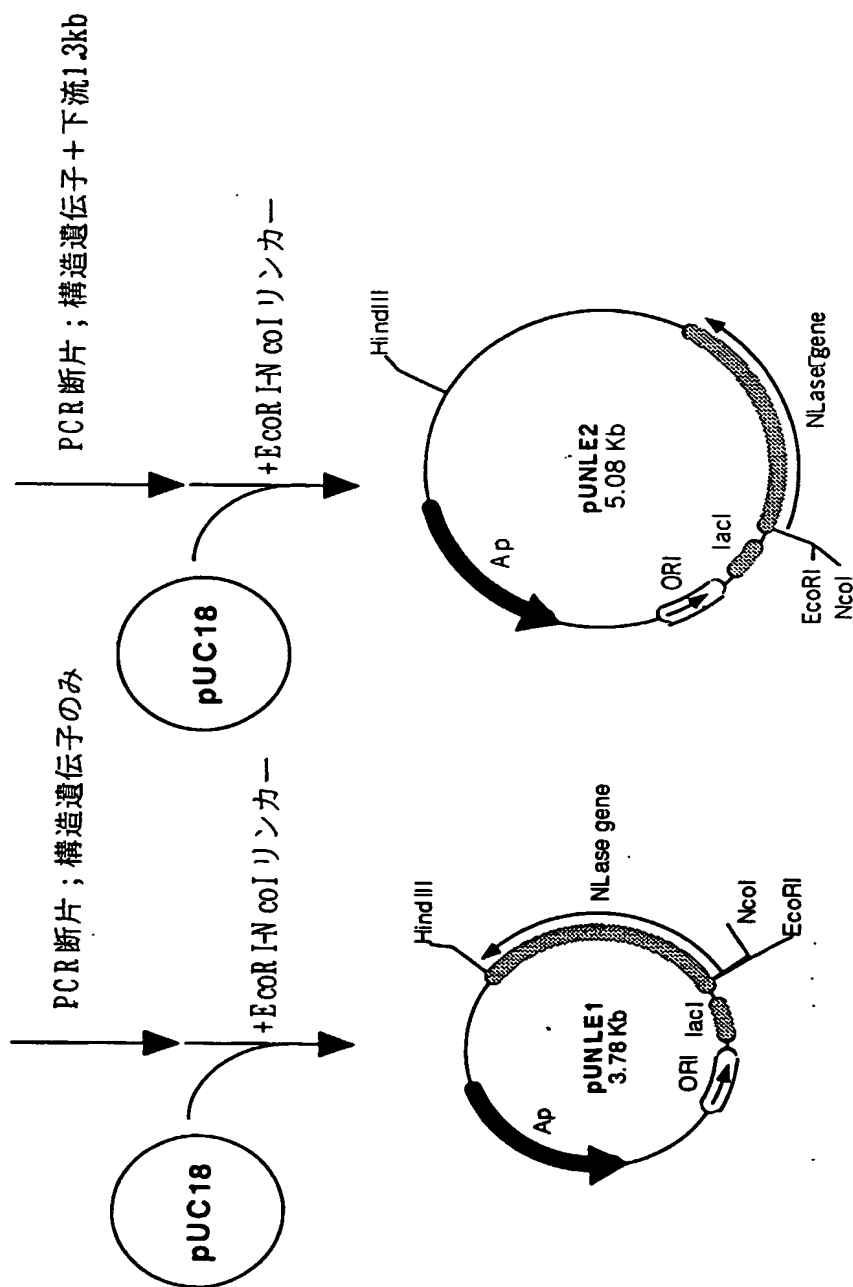 PCR断片；構造遺伝子のみ
pUC18
+EcoRI-NcoIリンカー
HindIII
Ap
pUNLE1
3.78 Kb
NLase gene
ORI
lacI
NcoI
EcoRI
PCR断片；構造遺伝子＋下流1.3kb
pUC18
+EcoRI-NcoIリンカー
HindIII
Ap
pUNLE2
5.08 Kb
ORI
lacI
NLase gene
EcoRI
NcoI